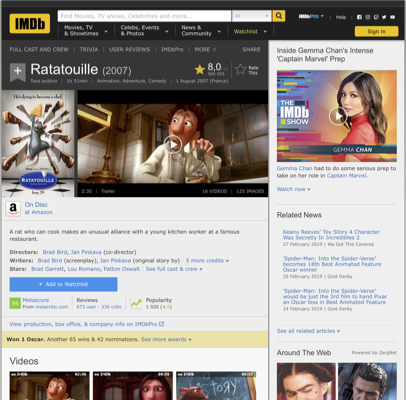 IMDb
Find Movies, TV shows, Celebrities and more...
All
IMDbPro
Help
Movies, TV & Showtimes
Celebs, Events & Photos
News & Community
Watchlist
Sign in
FULL CAST AND CREW | TRIVIA | USER REVIEWS | IMDbPro | MORE
SHARE
Ratatouille (2007)
Tous publics | 1h 51min | Animation, Adventure, Comedy | 1 August 2007 (France)
8,0
Rate This
He's dying to become a chef.
RATATOUILLE
2:30 | Trailer
16 VIDEOS | 125 IMAGES
On Disc
at Amazon
A rat who can cook makes an unusual alliance with a young kitchen worker at a famous
restaurant.
Directors: Brad Bird, Jan Pinkava (co-director)
Writers: Brad Bird (screenplay), Jan Pinkava (original story by) | 5 more credits »
Stars: Brad Garrett, Lou Romano, Patton Oswalt | See full cast & crew »
+ Add to Watchlist
96
Metascore
From metacritic.com
Reviews
673 user | 330 critic
Popularity
View production, box office, & company info on IMDbPro
Won 1 Oscar. Another 65 wins & 42 nominations. See more awards »
Videos
Inside Gemma Chan's Intense
'Captain Marvel' Prep
THE IMDb SHOW
GEMMA CHAN
Gemma Chan had to do some serious prep to
take on her role in Captain Marvel.
Watch now »
Related News
Keanu Reeves' Toy Story 4 Character
Was Secretly In Incredibles 2
27 February 2019 | We Got This Covered
'Spider-Man: Into the Spider-Verse'
becomes 18th Best Animated Feature
Oscar winner
25 February 2019 | Gold Derby
'Spider-Man: Into the Spider-Verse'
would be just the 3rd film to hand Pixar
an Oscar loss in Best Animated Feature
24 February 2019 | Gold Derby
See all related articles »
Around The Web
Powered by ZergNet